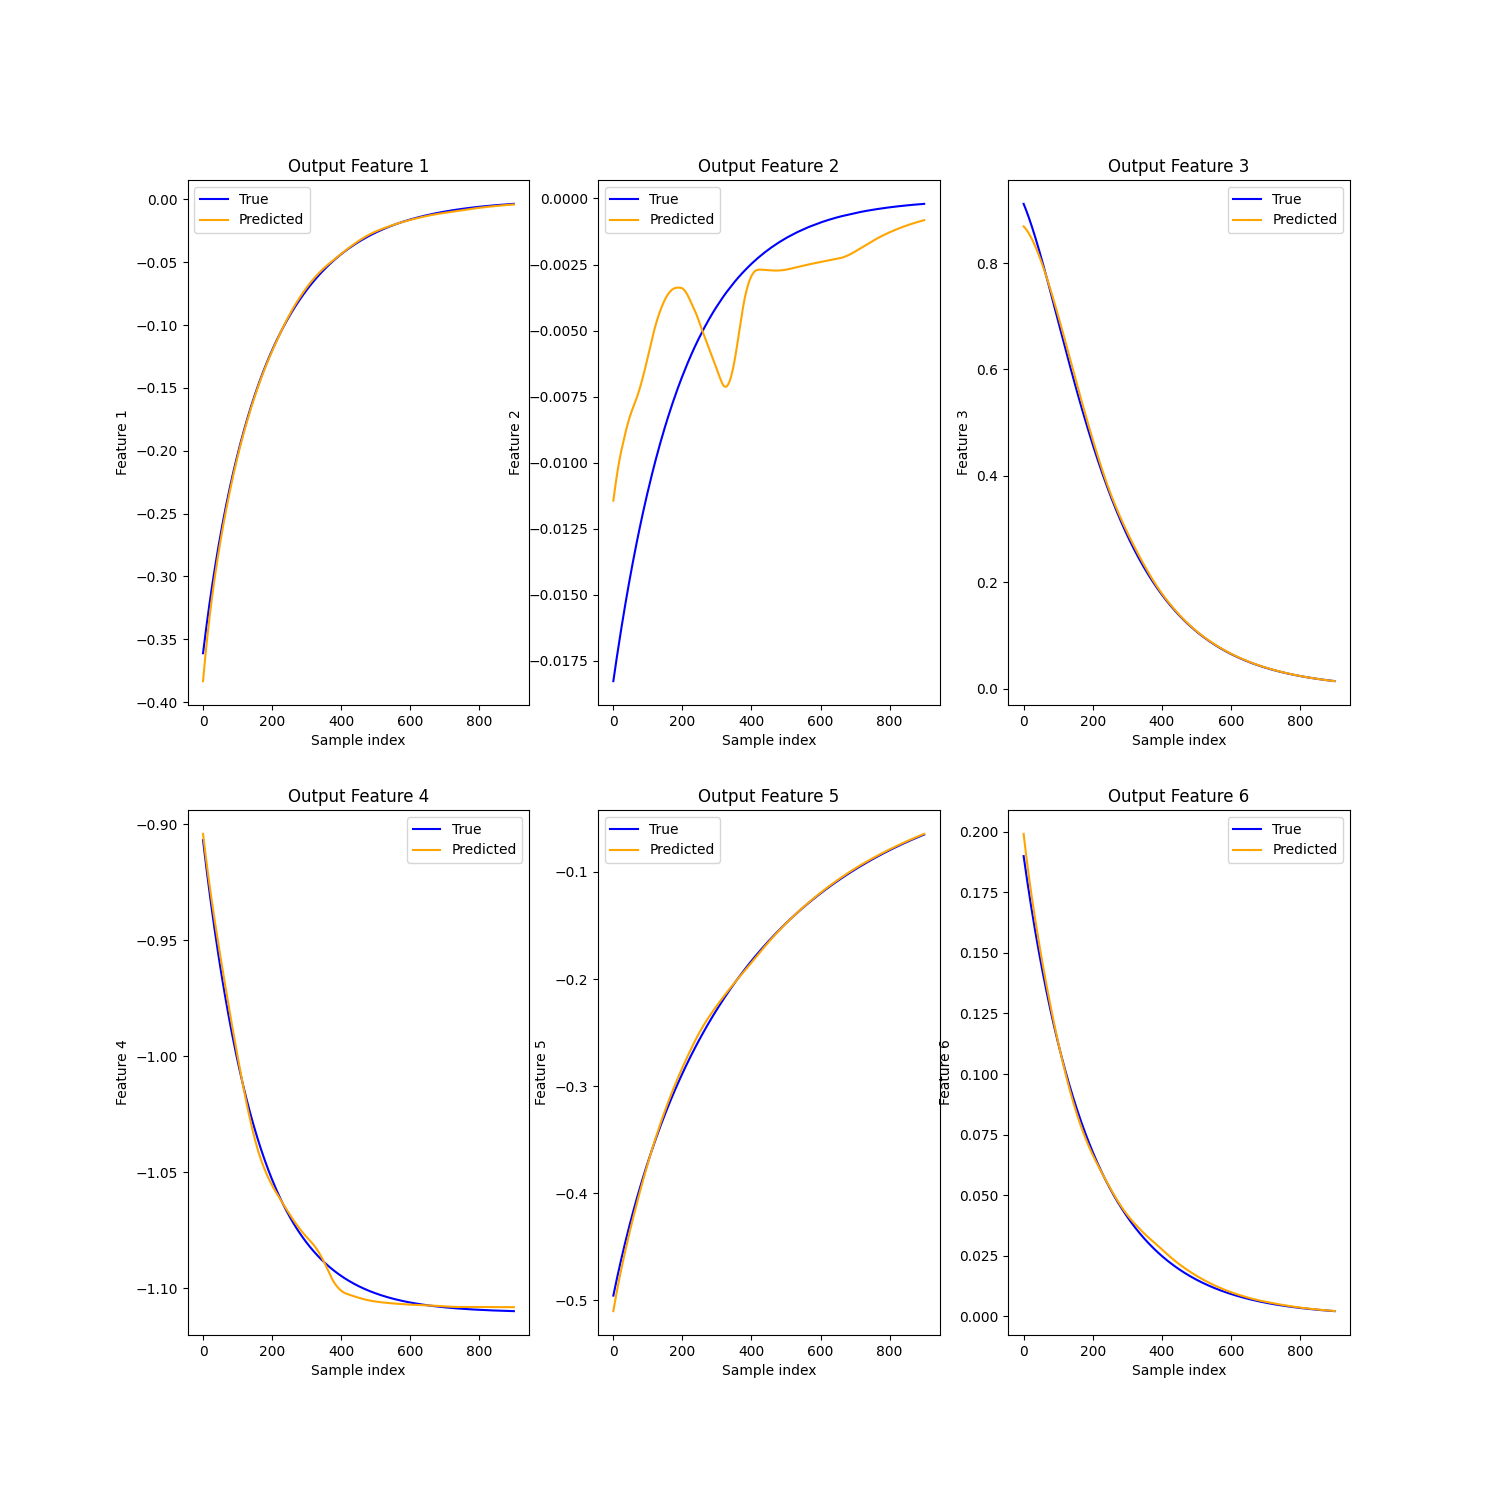 Output Feature 1
True
Predicted
0.00
−0.05
−0.10
−0.15
−0.20
−0.25
−0.30
−0.35
−0.40
Feature 1
0 200 400 600 800
Sample index
Output Feature 2
True
Predicted
0.0000
−0.0025
−0.0050
−0.0075
−0.0100
−0.0125
−0.0150
−0.0175
Feature 2
0 200 400 600 800
Sample index
Output Feature 3
True
Predicted
0.8
0.6
0.4
0.2
0.0
Feature 3
0 200 400 600 800
Sample index
Output Feature 4
True
Predicted
−0.90
−0.95
−1.00
−1.05
−1.10
Feature 4
0 200 400 600 800
Sample index
Output Feature 5
True
Predicted
−0.1
−0.2
−0.3
−0.4
−0.5
Feature 5
0 200 400 600 800
Sample index
Output Feature 6
True
Predicted
0.200
0.175
0.150
0.125
0.100
0.075
0.050
0.025
0.000
Feature 6
0 200 400 600 800
Sample index